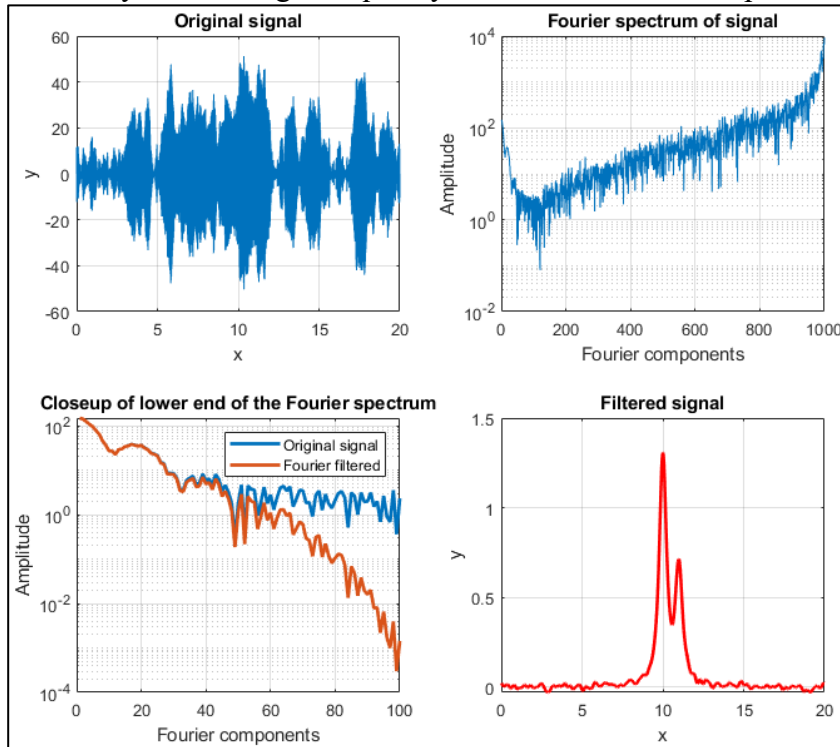 Original signal
60
40
20
0
-20
-40
-60
y
0
5
10
15
20
x
Fourier spectrum of signal
10^4
10^2
10^0
10^-2
Amplitude
0
200
400
600
800
1000
Fourier components
Closeup of lower end of the Fourier spectrum
10^2
10^0
10^-2
10^-4
Amplitude
Original signal
Fourier filtered
0
20
40
60
80
100
Fourier components
Filtered signal
1.5
1
0.5
0
y
0
5
10
15
20
x